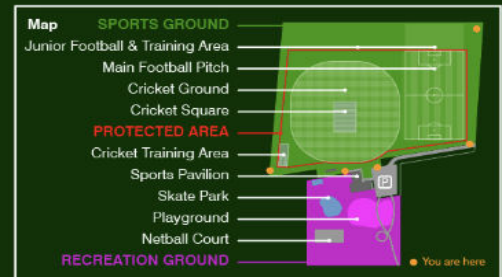 Map SPORTS GROUND
Junior Football & Training Area
Main Football Pitch
Cricket Ground
Cricket Square
PROTECTED AREA
Cricket Training Area
Sports Pavilion
P
Skate Park
Playground
Netball Court
RECREATION GROUND
You are here